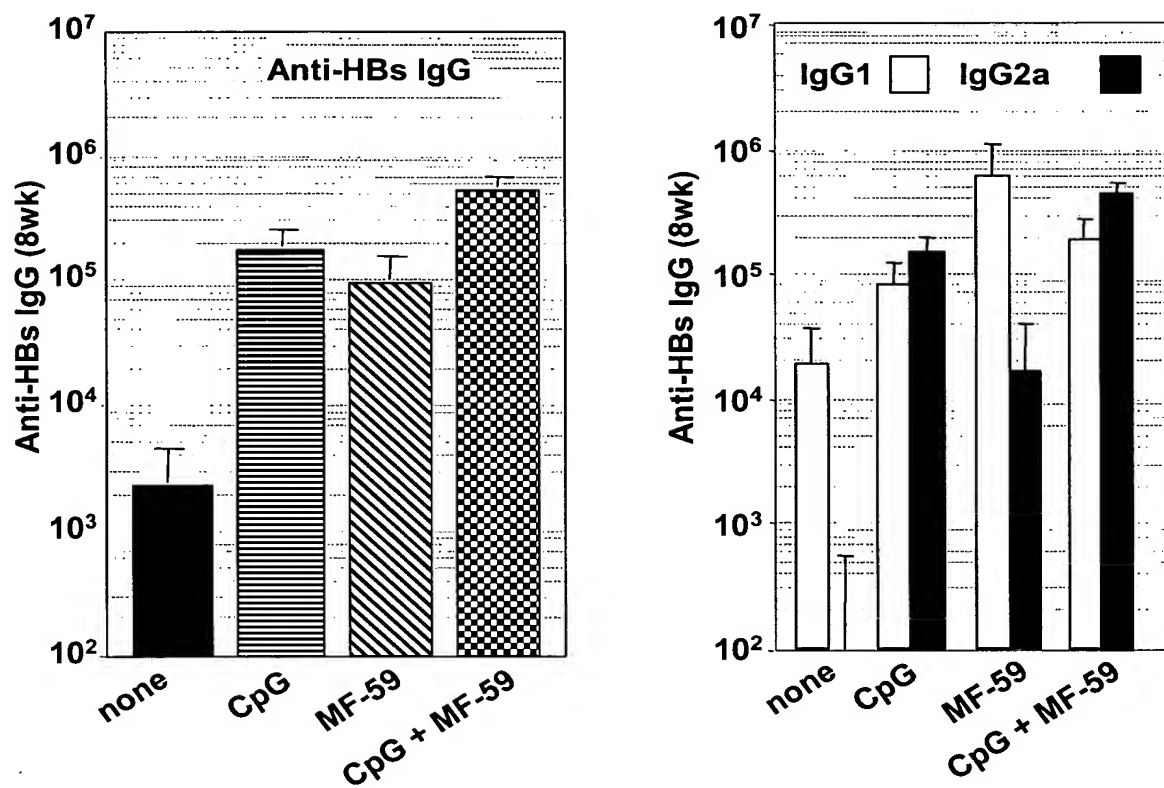 Anti-HBs IgG
Anti-HBs IgG (8wk)
10⁷
10⁶
10⁵
10⁴
10³
10²
none
CpG
MF-59
CpG + MF-59
IgG1 IgG2a
Anti-HBs IgG (8wk)
10⁷
10⁶
10⁵
10⁴
10³
10²
none
CpG
MF-59
CpG + MF-59